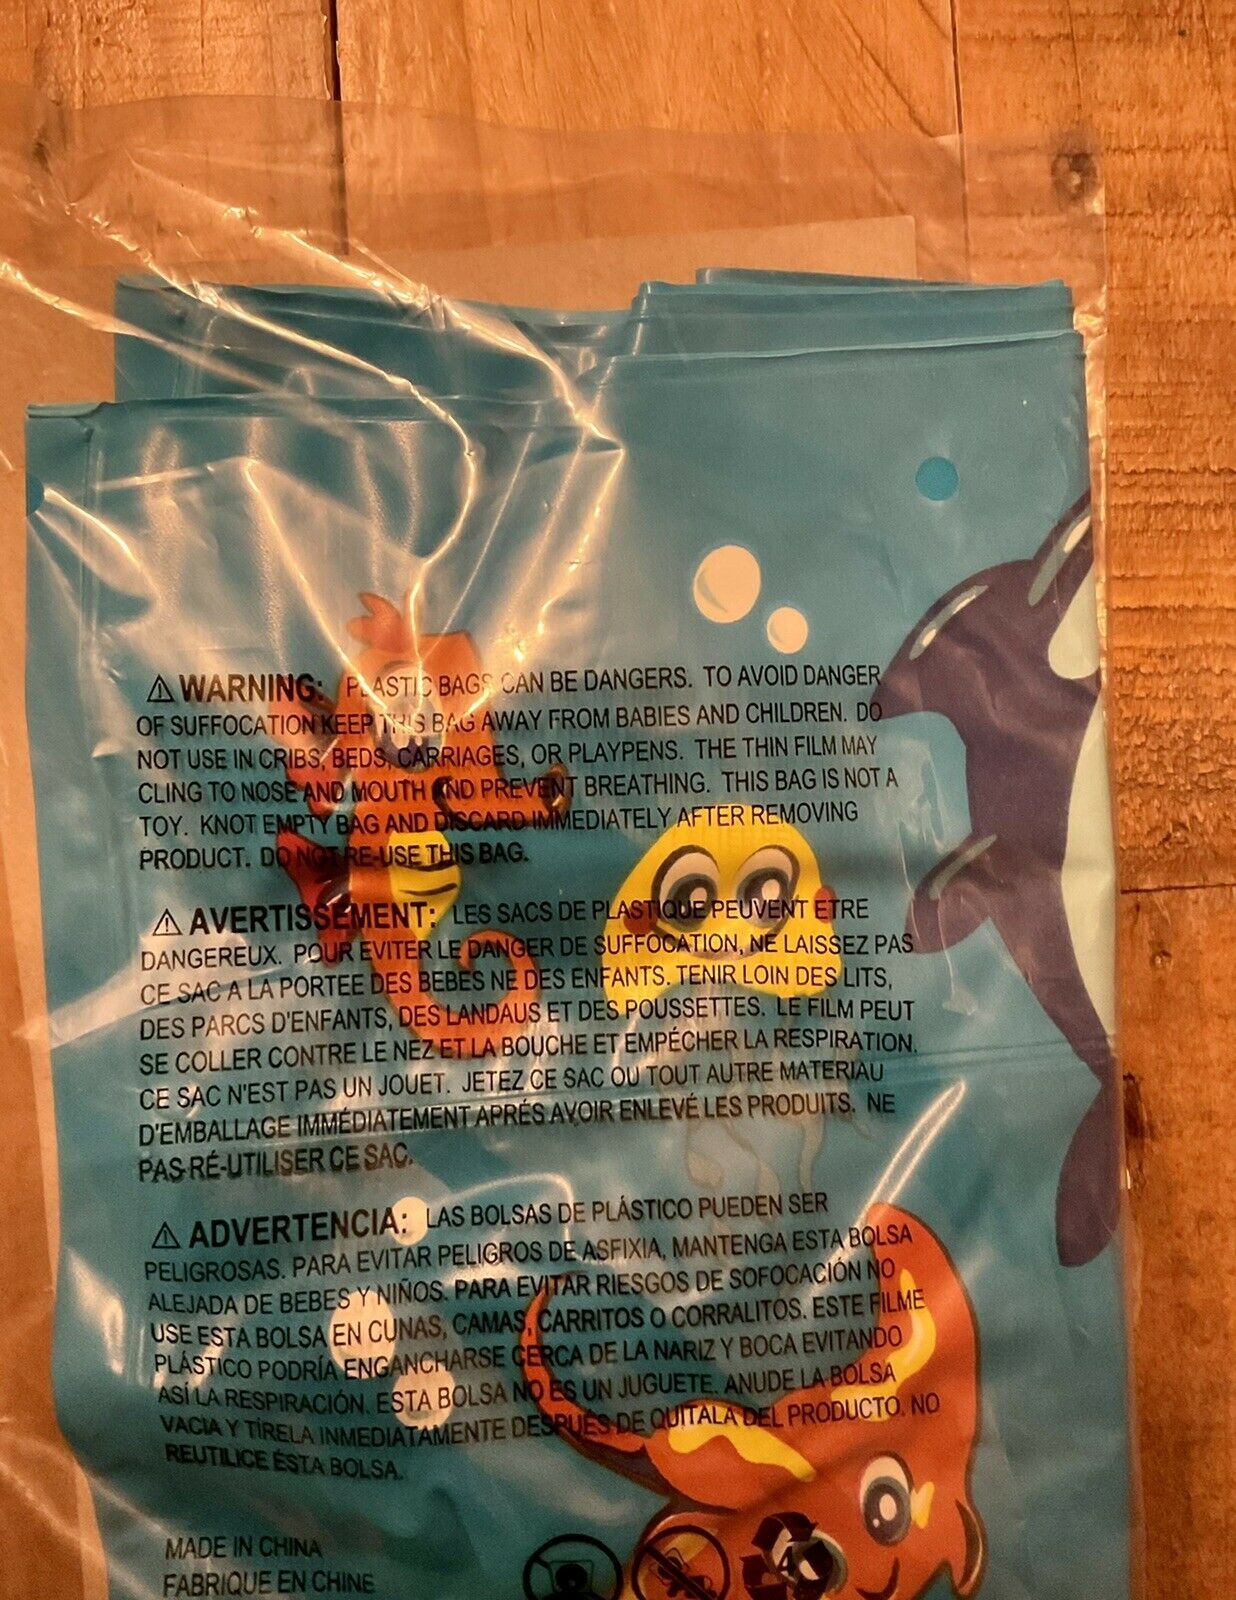 ⚠ WARNING: PLASTIC BAGS CAN BE DANGERS. TO AVOID DANGER
OF SUFFOCATION KEEP THIS BAG AWAY FROM BABIES AND CHILDREN. DO
NOT USE IN CRIBS, BEDS, CARRIAGES, OR PLAYPENS. THE THIN FILM MAY
CLING TO NOSE AND MOUTH AND PREVENT BREATHING. THIS BAG IS NOT A
TOY. KNOT EMPTY BAG AND DISCARD IMMEDIATELY AFTER REMOVING
PRODUCT. DO NOT RE-USE THIS BAG.
⚠ AVERTISSEMENT: LES SACS DE PLASTIQUE PEUVENT ETRE
DANGEREUX. POUR EVITER LE DANGER DE SUFFOCATION, NE LAISSEZ PAS
CE SAC A LA PORTEE DES BEBES NE DES ENFANTS. TENIR LOIN DES LITS,
DES PARCS D'ENFANTS, DES LANDAUS ET DES POUSSETTES. LE FILM PEUT
SE COLLER CONTRE LE NEZ ET LA BOUCHE ET EMPÉCHER LA RESPIRATION.
CE SAC N'EST PAS UN JOUET. JETEZ CE SAC OU TOUT AUTRE MATERIAU
D'EMBALLAGE IMMÉDIATEMENT APRÉS AVOIR ENLEVÉ LES PRODUITS. NE
PAS RÉ-UTILISER CE SAC.
⚠ ADVERTENCIA: LAS BOLSAS DE PLÁSTICO PUEDEN SER
PELIGROSAS. PARA EVITAR PELIGROS DE ASFIXIA, MANTENGA ESTA BOLSA
ALEJADA DE BEBES Y NIÑOS. PARA EVITAR RIESGOS DE SOFOCACIÓN NO
USE ESTA BOLSA EN CUNAS, CAMAS, CARRITOS O CORRALITOS. ESTE FILME
PLÁSTICO PODRÍA ENGANCHARSE CERCA DE LA NARIZ Y BOCA EVITANDO
ASÍ LA RESPIRACIÓN. ESTA BOLSA NO ES UN JUGUETE. ANUDE LA BOLSA
VACIA Y TÍRELA INMEDIATAMENTE DESPUÉS DE QUITALA DEL PRODUCTO. NO
REUTILICE ÉSTA BOLSA.
MADE IN CHINA
FABRIQUE EN CHINE
4